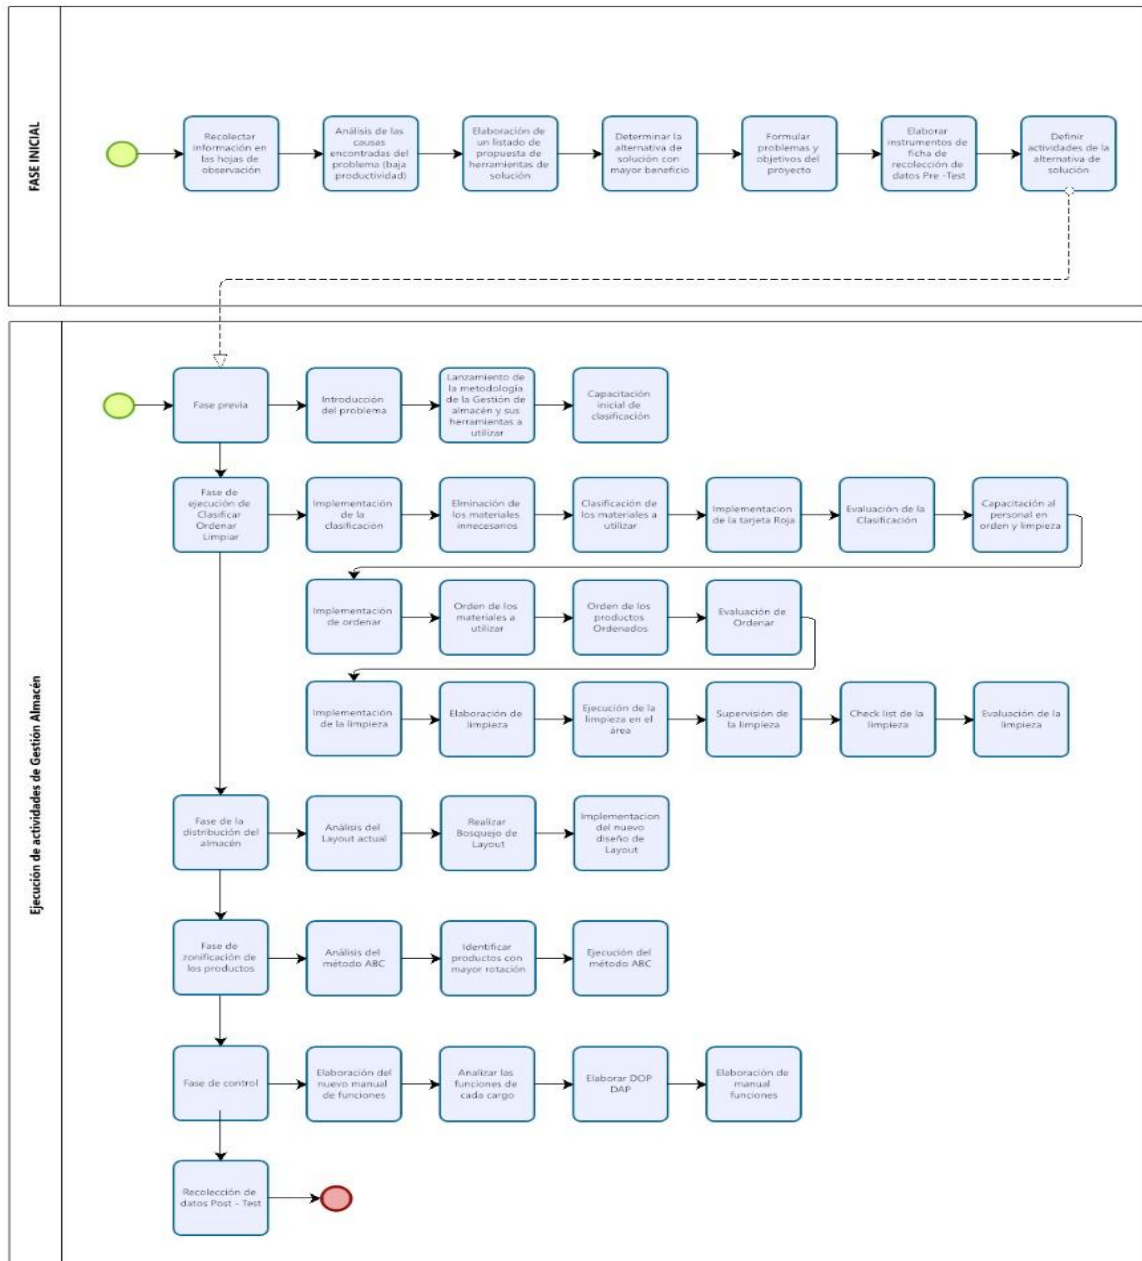 FASE INICIAL
Recolectar
información en
las hojas de
observación
Análisis de las
causas
encontradas del
problema (baja
productividad)
Elaboración de
un listado de
propuesta de
herramientas de
solución
Determinar la
alternativa de
solución con
mayor beneficio
Formular
problemas y
objetivos del
proyecto
Elaborar
instrumentos de
ficha de
recolección de
datos Pre -Test
Definir
actividades de la
alternativa de
solución
Ejecución de actividades de Gestión Almacén
Fase previa
Introducción
del problema
Lanzamiento de
la metodología
de la Gestión de
almacén y sus
herramientas a
utilizar
Capacitación
inicial de
clasificación
Fase de
ejecución de
Clasificar
Ordenar
Limpiar
Implementación
de la
clasificación
Elminación de
los materiales
innecesarios
Clasificación de
los materiales a
utilizar
Implementacion
de la tarjeta Roja
Evaluación de la
Clasificación
Capacitación al
personal en
orden y limpieza
Implementación
de ordenar
Orden de los
materiales a
utilizar
Orden de los
productos
Ordenados
Evaluación de
Ordenar
Implementación
de la limpieza
Elaboración de
limpieza
Ejecución de la
limpieza en el
área
Supervisión de
la limpieza
Check list de la
limpieza
Evaluación de la
limpieza
Fase de la
distribución del
almacén
Análisis del
Layout actual
Realizar
Bosquejo de
Layout
Implementacion
del nuevo
diseño de
Layout
Fase de
zonificación de
los productos
Análisis del
método ABC
Identificar
productos con
mayor rotación
Ejecución del
método ABC
Fase de control
Elaboración del
nuevo manual
de funciones
Analizar las
funciones de
cada cargo
Elaborar DOP
DAP
Elaboración de
manual
funciones
Recolección de
datos Post - Test